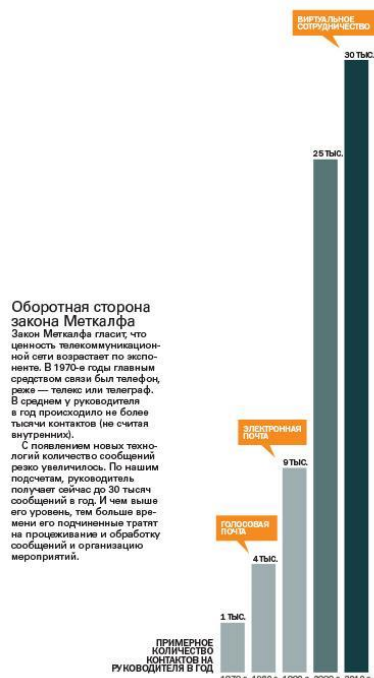 ВИРТУАЛЬНОЕ
СОТРУДНИЧЕСТВО
30 ТЫС.
25 ТЫС.
Оборотная сторона
закона Меткалфа
Закон Меткалфа гласит, что
ценность телекоммуникацион-
ной сети возрастает по экспо-
ненте. В 1970-е годы главным
средством связи был телефон,
реже — телекс или телеграф.
В среднем у руководителя
в год происходило не более
тысячи контактов (не считая
внутренних).
С появлением новых техно-
логий количество сообщений
резко увеличилось. По нашим
подсчетам, руководитель
получает сейчас до 30 тысяч
сообщений в год. И чем выше
его уровень, тем больше вре-
мени его подчиненные тратят
на процеживание и обработку
сообщений и организацию
мероприятий.
ЭЛЕКТРОННАЯ
ПОЧТА
9 ТЫС.
ГОЛОСОВАЯ
ПОЧТА
4 ТЫС.
1 ТЫС.
ПРИМЕРНОЕ
КОЛИЧЕСТВО
КОНТАКТОВ НА
РУКОВОДИТЕЛЯ В ГОД